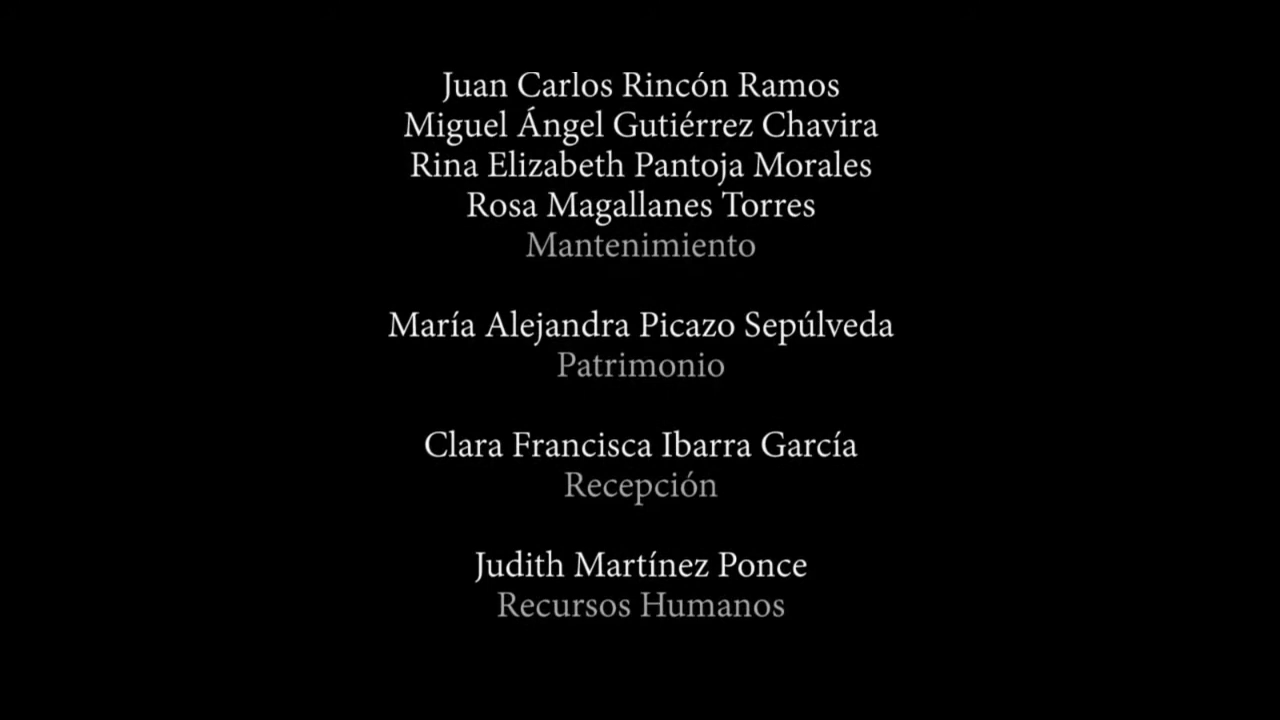 Juan Carlos Rincón Ramos
Miguel Ángel Gutiérrez Chavira
Rina Elizabeth Pantoja Morales
Rosa Magallanes Torres
Mantenimiento
María Alejandra Picazo Sepúlveda
Patrimonio
Clara Francisca Ibarra García
Recepción
Judith Martínez Ponce
Recursos Humanos